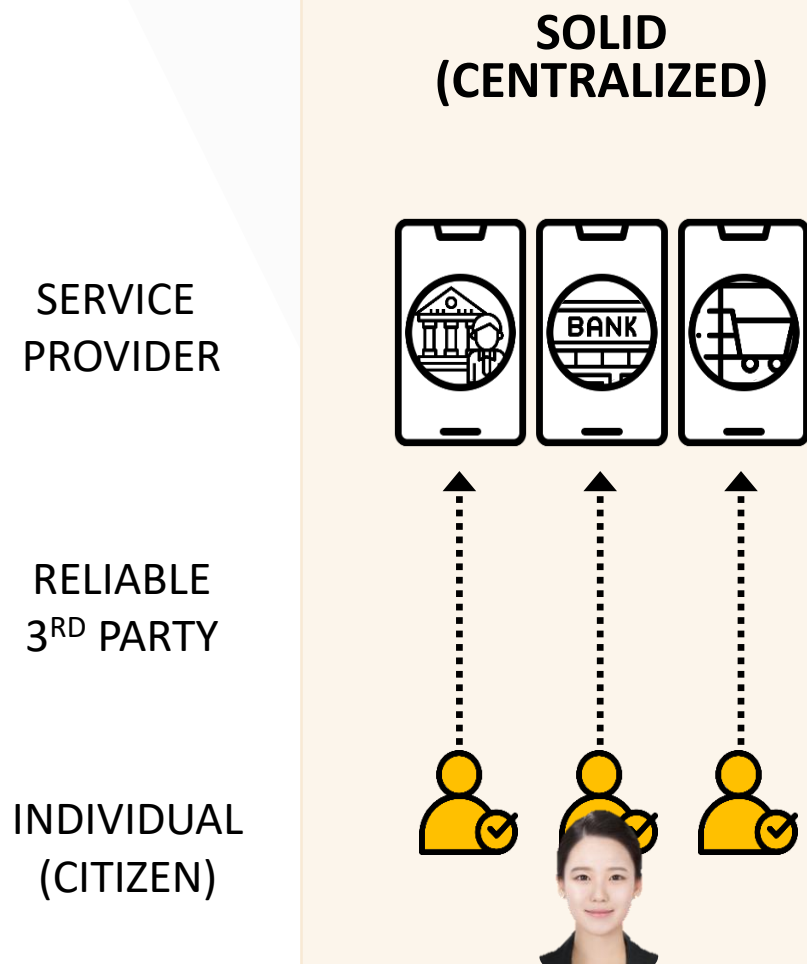 SOLID
(CENTRALIZED)
SERVICE
PROVIDER
BANK
RELIABLE
3RD PARTY
INDIVIDUAL
(CITIZEN)